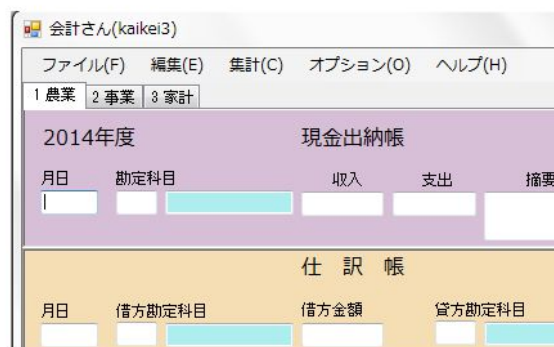 会計さん(kaikei3)
ファイル(F) 編集(E) 集計(C) オプション(O) ヘルプ(H)
1 農業 2 事業 3 家計
2014年度 現金出納帳
月日 勘定科目 収入 支出 摘要
仕 訳 帳
月日 借方勘定科目 借方金額 貸方勘定科目